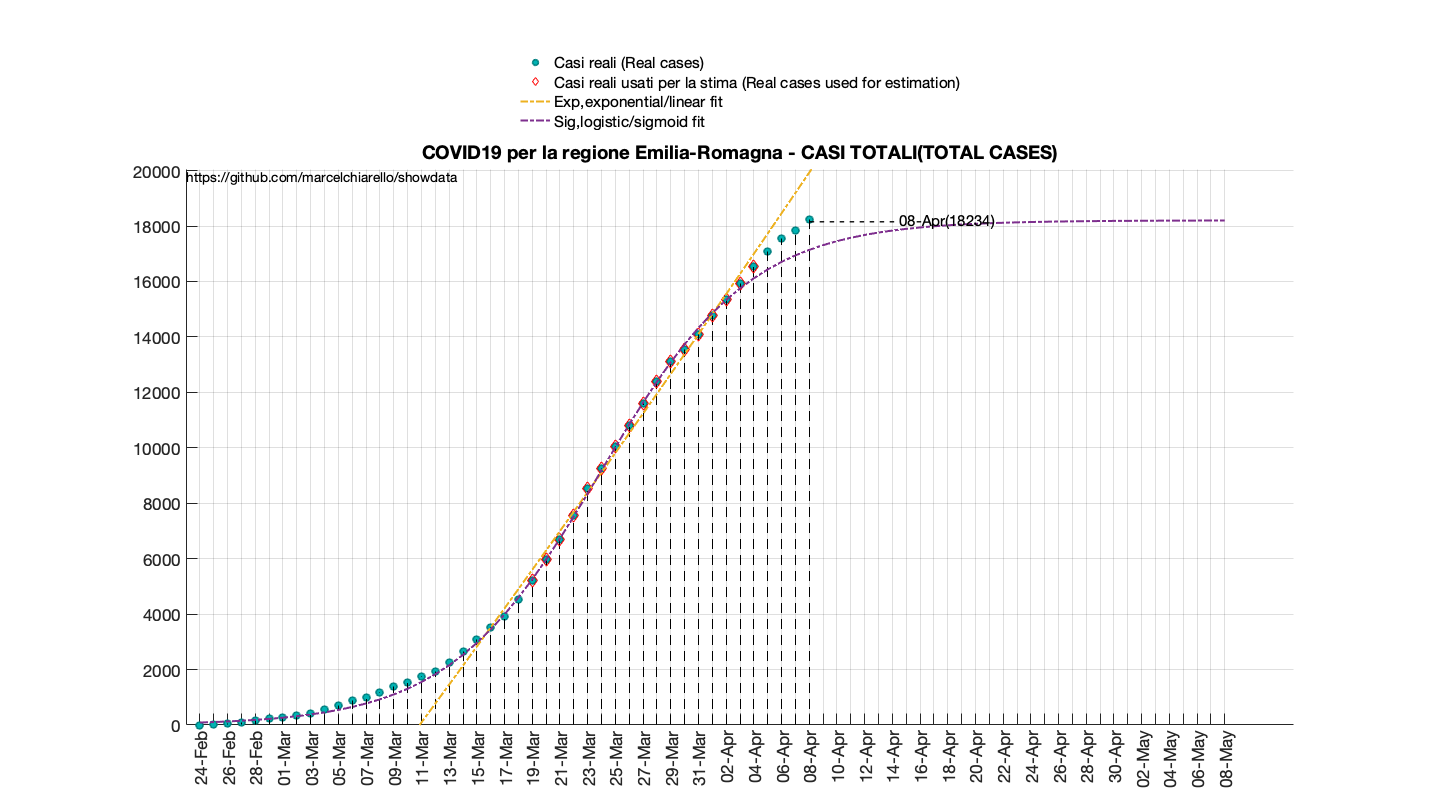 Casi reali (Real cases)
Casi reali usati per la stima (Real cases used for estimation)
Exp,exponential/linear fit
Sig,logistic/sigmoid fit
COVID19 per la regione Emilia-Romagna - CASI TOTALI(TOTAL CASES)
https://github.com/marcelchiarello/showdata
20000
18000
16000
14000
12000
10000
8000
6000
4000
2000
0
08-Apr(18234)
24-Feb
26-Feb
28-Feb
01-Mar
03-Mar
05-Mar
07-Mar
09-Mar
11-Mar
13-Mar
15-Mar
17-Mar
19-Mar
21-Mar
23-Mar
25-Mar
27-Mar
29-Mar
31-Mar
02-Apr
04-Apr
06-Apr
08-Apr
10-Apr
12-Apr
14-Apr
16-Apr
18-Apr
20-Apr
22-Apr
24-Apr
26-Apr
28-Apr
30-Apr
02-May
04-May
06-May
08-May